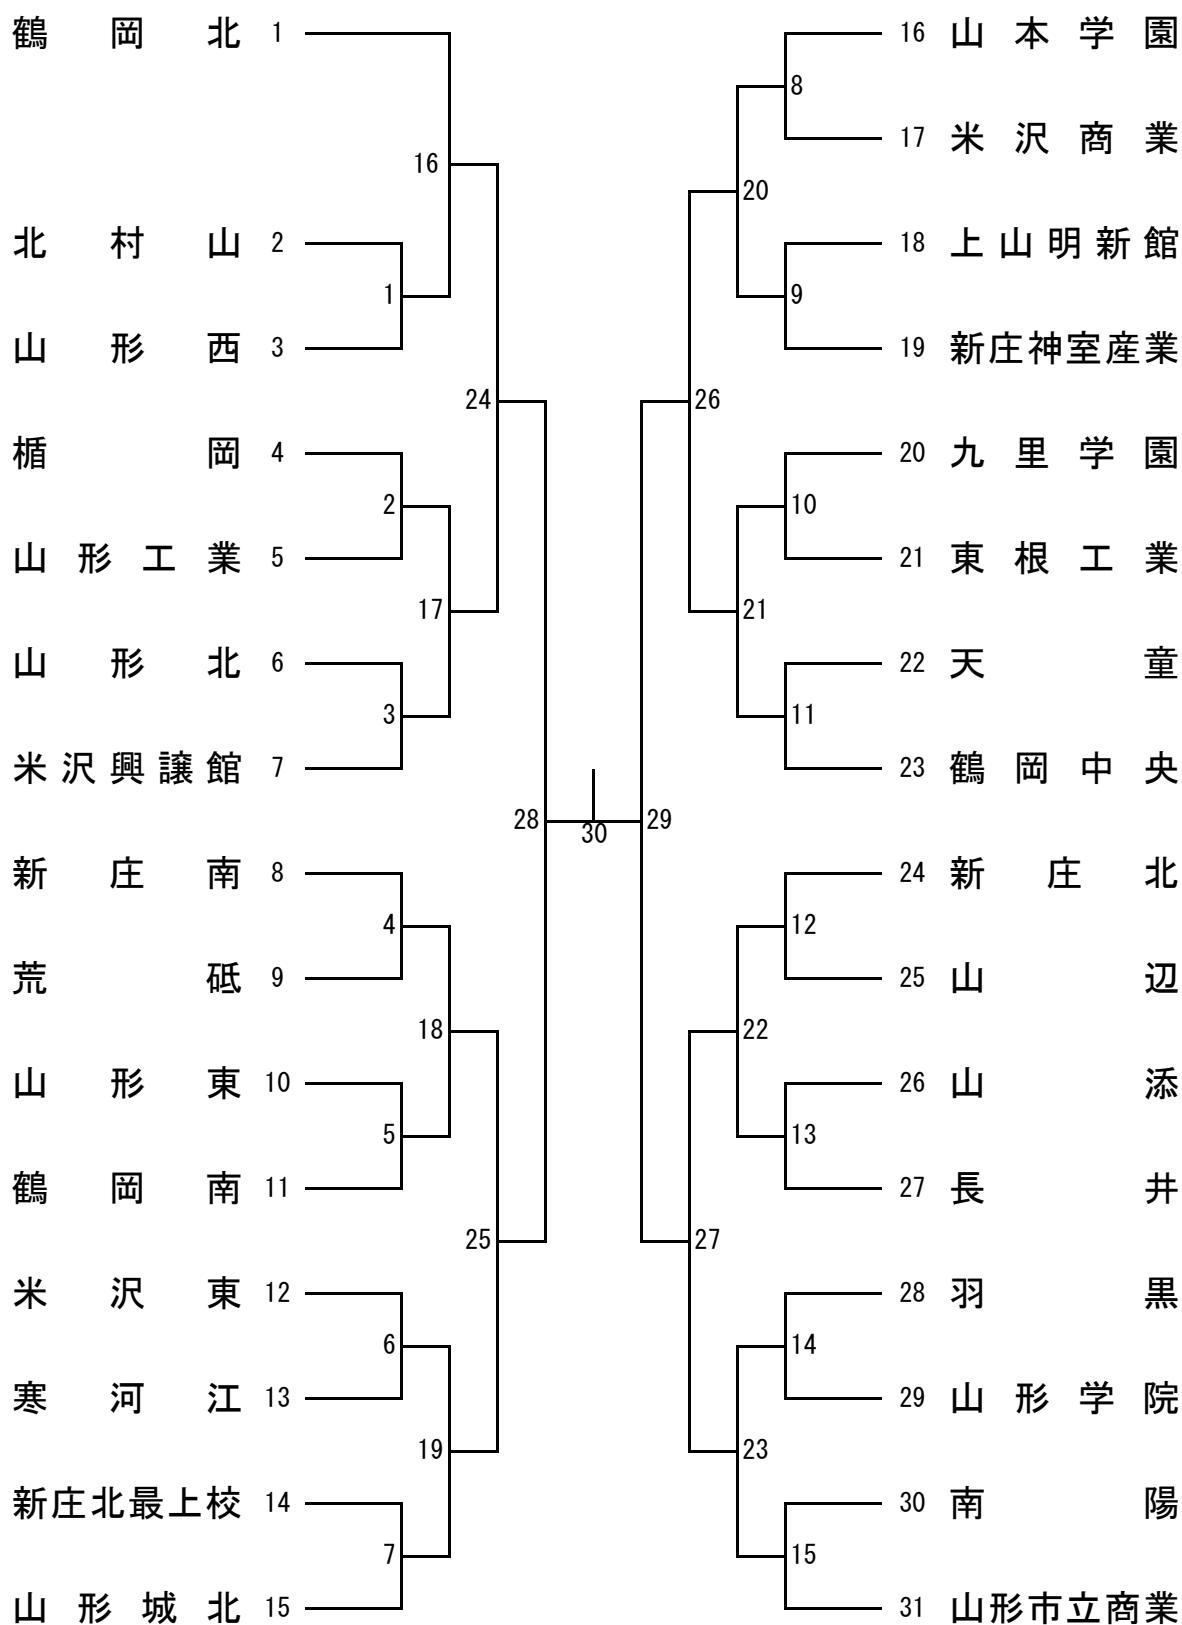 鶴岡北 1
16
北村山 2
1
山形西 3
24
楯岡 4
2
山形工業 5
17
山形北 6
3
米沢興譲館 7
28
新庄南 8
4
荒砥 9
18
山形東 10
5
鶴岡南 11
25
米沢東 12
6
寒河江 13
19
新庄北最上校 14
7
山形城北 15
30
16 山本学園
8
17 米沢商業
20
18 上山明新館
9
19 新庄神室産業
26
20 九里学園
10
21 東根工業
21
22 天童
11
23 鶴岡中央
29
24 新庄北
12
25 山辺
22
26 山添
13
27 長井
27
28 羽黒
14
29 山形学院
23
30 南陽
15
31 山形市立商業